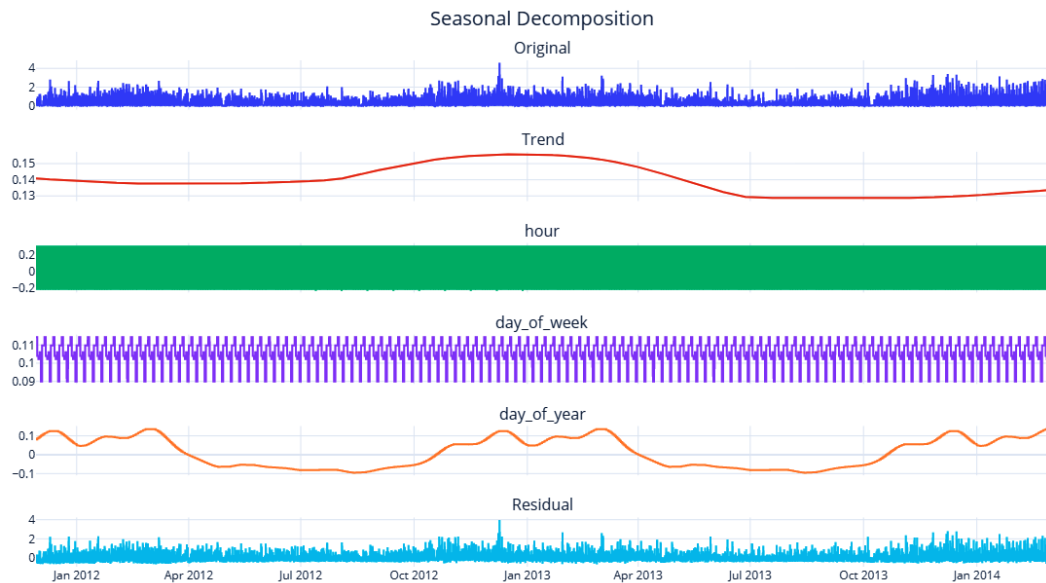 Seasonal Decomposition
Original
4
2
0
Trend
0.15
0.14
0.13
hour
0.2
0
−0.2
day_of_week
0.11
0.1
0.09
day_of_year
0.1
0
−0.1
Residual
4
2
0
Jan 2012 Apr 2012 Jul 2012 Oct 2012 Jan 2013 Apr 2013 Jul 2013 Oct 2013 Jan 2014